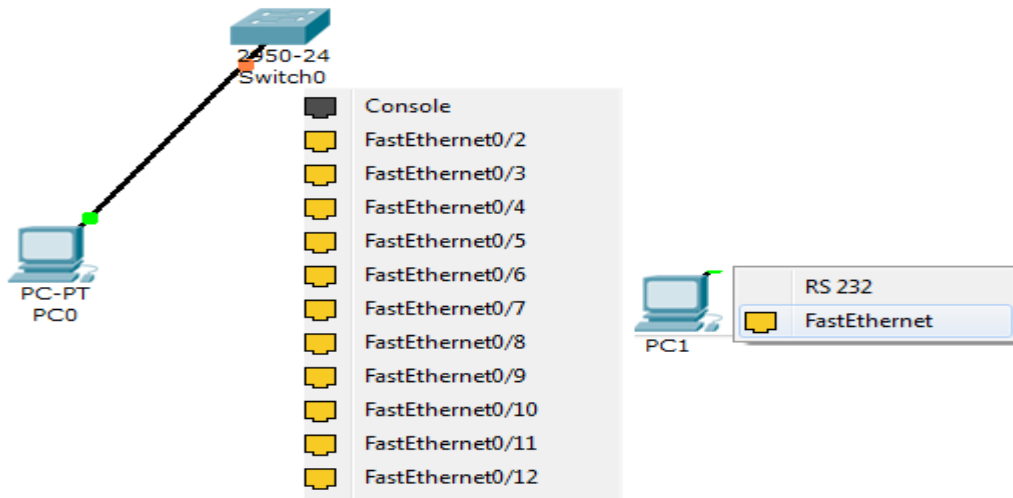 2950-24
Switch0
Console
FastEthernet0/2
FastEthernet0/3
FastEthernet0/4
FastEthernet0/5
FastEthernet0/6
FastEthernet0/7
FastEthernet0/8
FastEthernet0/9
FastEthernet0/10
FastEthernet0/11
FastEthernet0/12
PC-PT
PC0
PC1
RS 232
FastEthernet